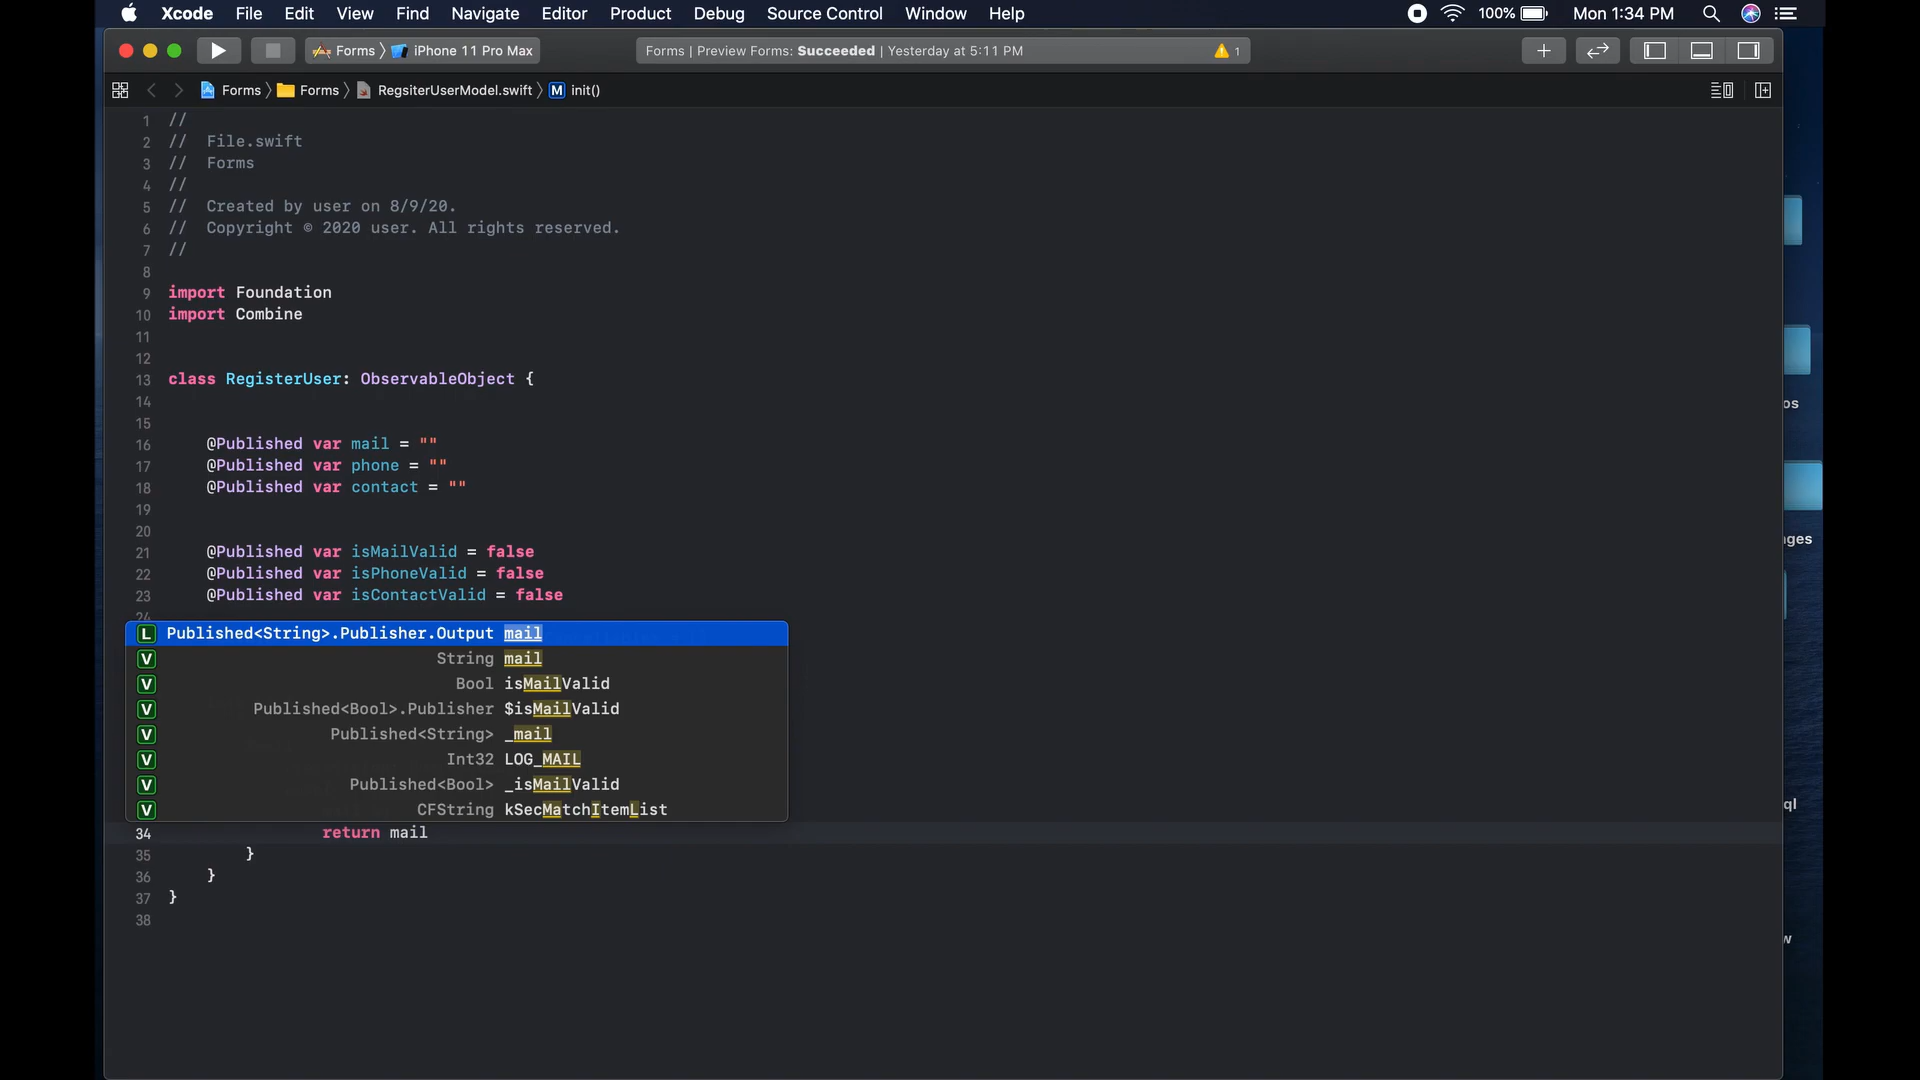 Xcode File Edit View Find Navigate Editor Product Debug Source Control Window Help 100% Mon 1:34 PM
Forms 〉 iPhone 11 Pro Max Forms | Preview Forms: Succeeded | Yesterday at 5:11 PM 1
Forms 〉 Forms 〉 RegsiterUserModel.swift 〉 M init()
1 //
2 // File.swift
3 // Forms
4 //
5 // Created by user on 8/9/20.
6 // Copyright © 2020 user. All rights reserved.
7 //
8
9 import Foundation
10 import Combine
11
12
13 class RegisterUser: ObservableObject {
14
15
16 @Published var mail = ""
17 @Published var phone = ""
18 @Published var contact = ""
19
20
21 @Published var isMailValid = false
22 @Published var isPhoneValid = false
23 @Published var isContactValid = false
24
L Published<String>.Publisher.Output mail
V String mail
V Bool isMailValid
V Published<Bool>.Publisher $isMailValid
V Published<String> _mail
V Int32 LOG_MAIL
V Published<Bool> _isMailValid
V CFString kSecMatchItemList
34 return mail
35 }
36 }
37 }
38
os
ages
ql
w